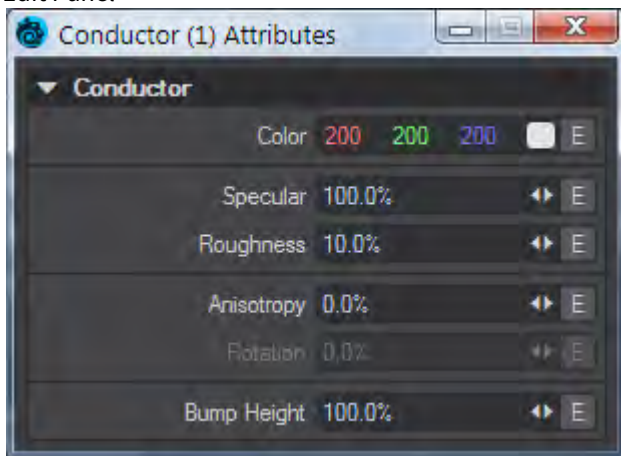 Edit Panel
Conductor (1) Attributes
Conductor
Color 200 200 200 E
Specular 100.0% E
Roughness 10.0% E
Anisotropy 0.0% E
Rotation 0.0% E
Bump Height 100.0% E